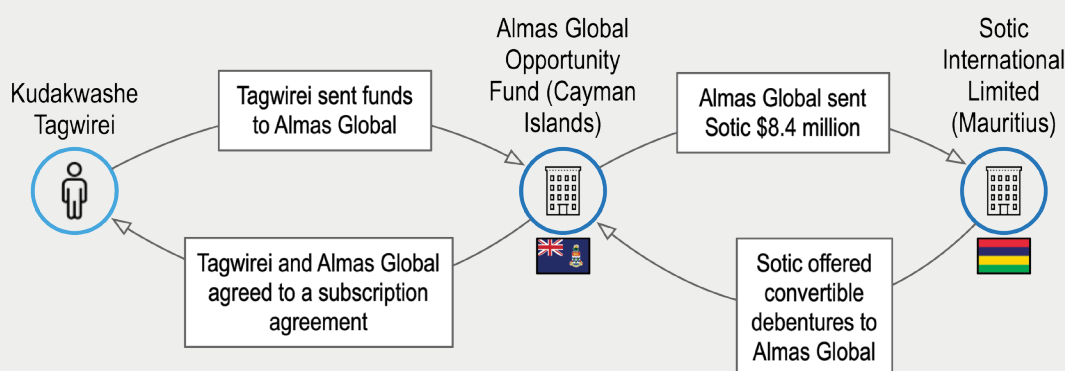 Kudakwashe
Tagwirei
Tagwirei sent funds
to Almas Global
Almas Global
Opportunity
Fund (Cayman
Islands)
Almas Global sent
Sotic $8.4 million
Sotic
International
Limited
(Mauritius)
Tagwirei and Almas Global
agreed to a subscription
agreement
Sotic offered
convertible
debentures to
Almas Global